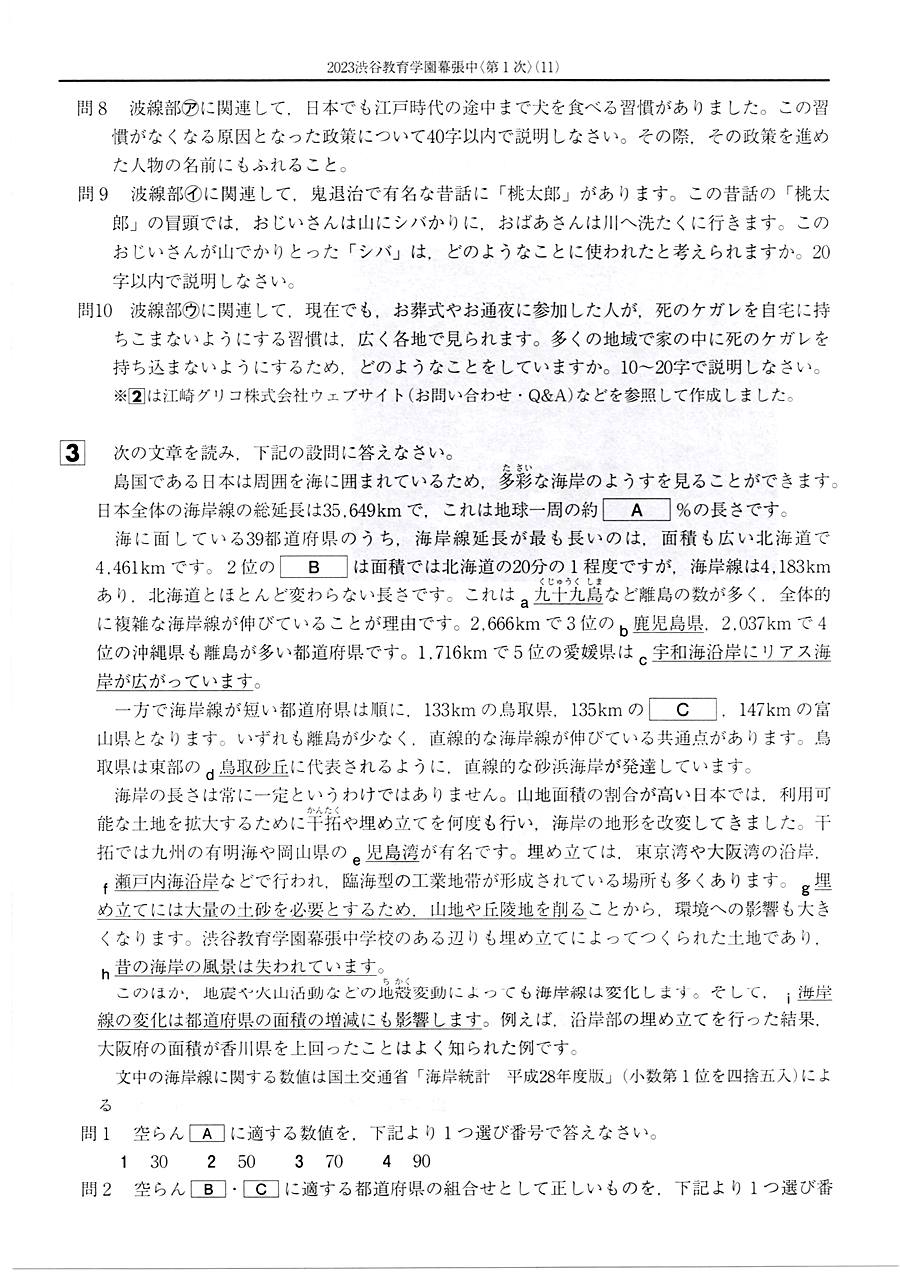 2023渋谷教育学園幕張中〈第1次〉(11)
問8 波線部㋐に関連して，日本でも江戸時代の途中まで犬を食べる習慣がありました。この習
慣がなくなる原因となった政策について40字以内で説明しなさい。その際，その政策を進め
た人物の名前にもふれること。
問9 波線部㋑に関連して，鬼退治で有名な昔話に「桃太郎」があります。この昔話の「桃太
郎」の冒頭では，おじいさんは山にシバかりに，おばあさんは川へ洗たくに行きます。この
おじいさんが山でかりとった「シバ」は，どのようなことに使われたと考えられますか。20
字以内で説明しなさい。
問10 波線部㋒に関連して，現在でも，お葬式やお通夜に参加した人が，死のケガレを自宅に持
ちこまないようにする習慣は，広く各地で見られます。多くの地域で家の中に死のケガレを
持ち込まないようにするため，どのようなことをしていますか。10～20字で説明しなさい。
※2は江崎グリコ株式会社ウェブサイト(お問い合わせ・Q&A)などを参照して作成しました。
3 次の文章を読み，下記の設問に答えなさい。
島国である日本は周囲を海に囲まれているため，多彩な海岸のようすを見ることができます。
日本全体の海岸線の総延長は35,649kmで，これは地球一周の約 A %の長さです。
海に面している39都道府県のうち，海岸線延長が最も長いのは，面積も広い北海道で
4,461kmです。2位の B は面積では北海道の20分の1程度ですが，海岸線は4,183km
あり，北海道とほとんど変わらない長さです。これはa九十九島など離島の数が多く，全体的
に複雑な海岸線が伸びていることが理由です。2,666kmで3位のb鹿児島県，2,037kmで4
位の沖縄県も離島が多い都道府県です。1,716kmで5位の愛媛県はc宇和海沿岸にリアス海
岸が広がっています。
一方で海岸線が短い都道府県は順に，133kmの鳥取県，135kmの C ，147kmの富
山県となります。いずれも離島が少なく，直線的な海岸線が伸びている共通点があります。鳥
取県は東部のd鳥取砂丘に代表されるように，直線的な砂浜海岸が発達しています。
海岸の長さは常に一定というわけではありません。山地面積の割合が高い日本では，利用可
能な土地を拡大するために干拓や埋め立てを何度も行い，海岸の地形を改変してきました。干
拓では九州の有明海や岡山県のe児島湾が有名です。埋め立ては，東京湾や大阪湾の沿岸，
f瀬戸内海沿岸などで行われ，臨海型の工業地帯が形成されている場所も多くあります。g埋
め立てには大量の土砂を必要とするため，山地や丘陵地を削ることから，環境への影響も大き
くなります。渋谷教育学園幕張中学校のある辺りも埋め立てによってつくられた土地であり，
h昔の海岸の風景は失われています。
このほか，地震や火山活動などの地殻変動によっても海岸線は変化します。そして，i海岸
線の変化は都道府県の面積の増減にも影響します。例えば，沿岸部の埋め立てを行った結果，
大阪府の面積が香川県を上回ったことはよく知られた例です。
文中の海岸線に関する数値は国土交通省「海岸統計 平成28年度版」(小数第1位を四捨五入)によ
る
問1 空らん A に適する数値を，下記より1つ選び番号で答えなさい。
1 30 2 50 3 70 4 90
問2 空らん B ・ C に適する都道府県の組合せとして正しいものを，下記より1つ選び番